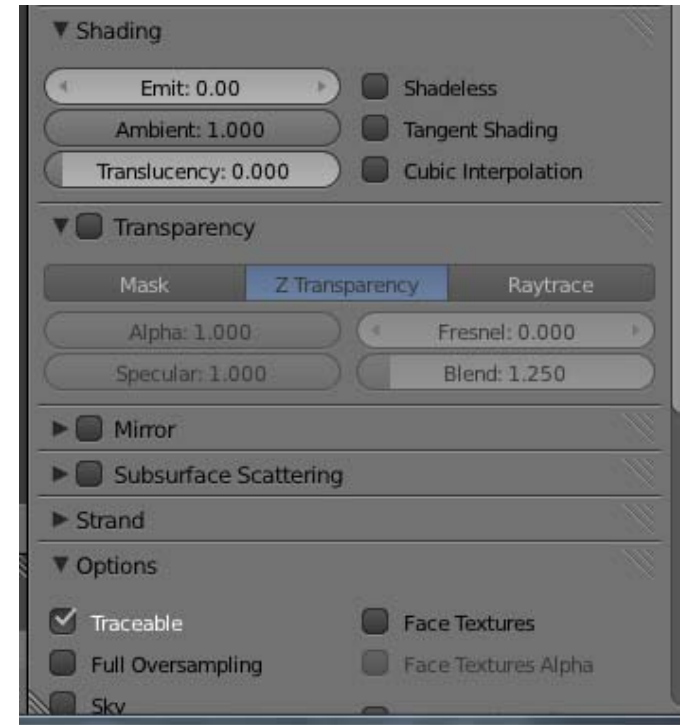 Shading
Emit: 0.00 Shadeless
Ambient: 1.000 Tangent Shading
Translucency: 0.000 Cubic Interpolation
Transparency
Mask Z Transparency Raytrace
Alpha: 1.000 Fresnel: 0.000
Specular: 1.000 Blend: 1.250
Mirror
Subsurface Scattering
Strand
Options
Traceable Face Textures
Full Oversampling Face Textures Alpha
Sky